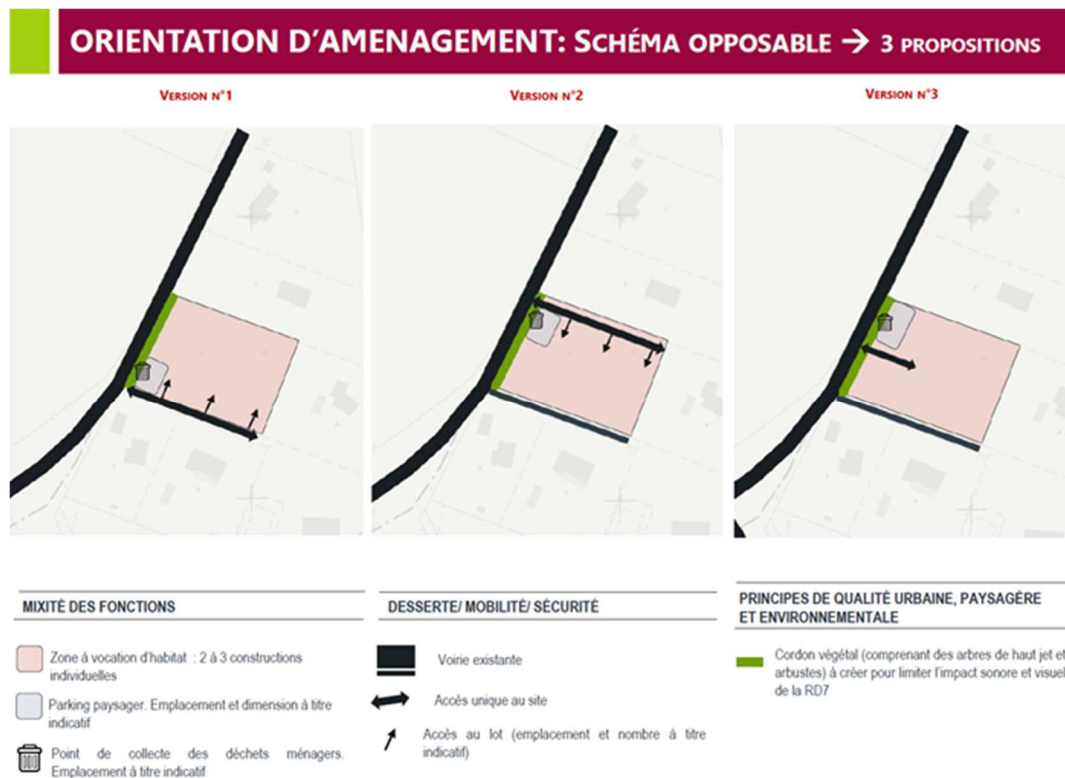 ORIENTATION D'AMENAGEMENT: SCHÉMA OPPOSABLE → 3 PROPOSITIONS
VERSION N°1
VERSION N°2
VERSION N°3
MIXITÉ DES FONCTIONS
Zone à vocation d'habitat : 2 à 3 constructions
individuelles
Parking paysager. Emplacement et dimension à titre
indicatif
Point de collecte des déchets ménagers.
Emplacement à titre indicatif
DESSERTE/ MOBILITÉ/ SÉCURITÉ
Voirie existante
Accès unique au site
Accès au lot (emplacement et nombre à titre
indicatif)
PRINCIPES DE QUALITÉ URBAINE, PAYSAGÈRE
ET ENVIRONNEMENTALE
Cordon végétal (comprenant des arbres de haut jet et
arbustes) à créer pour limiter l'impact sonore et visuel
de la RD7